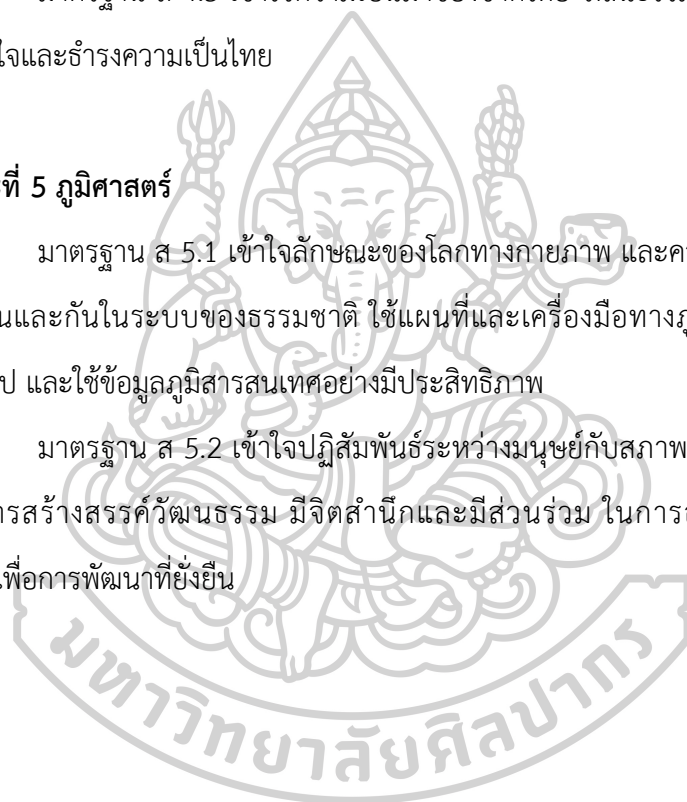 ใจและธำรงความเป็นไทย
ที่ 5 ภูมิศาสตร์
มาตรฐาน ส 5.1 เข้าใจลักษณะของโลกทางกายภาพ และ
และกันในระบบของธรรมชาติ ใช้แผนที่และเครื่องมือทาง
และใช้ข้อมูลภูมิสารสนเทศอย่างมีประสิทธิภาพ
มาตรฐาน ส 5.2 เข้าใจปฏิสัมพันธ์ระหว่างมนุษย์กับสภาพ
สร้างสรรค์วัฒนธรรม มีจิตสำนึกและมีส่วนร่วม ในการ
เพื่อการพัฒนาที่ยั่งยืน
มหาวิทยาลัยศิลปากร